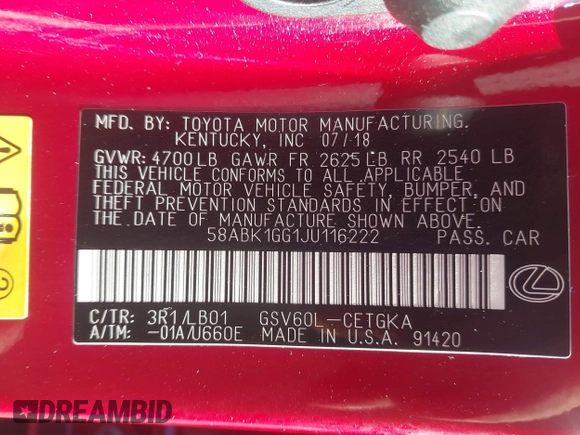 MFD. BY: TOYOTA MOTOR MANUFACTURING.
KENTUCKY, INC 07/18
GVWR: 4700LB GAWR FR 2625LB RR 2540 LB
THIS VEHICLE CONFORMS TO ALL APPLICABLE
FEDERAL MOTOR VEHICLE SAFETY, BUMPER, AND
THEFT PREVENTION STANDARDS IN EFFECT ON
THE DATE OF MANUFACTURE SHOWN ABOVE.
58ABK1GG1JU116222 PASS. CAR
C/TR: 3R1/LB01 GSV60L-CETGKA
A/TM: -01A/U660E MADE IN U.S.A. 91420
2
DREAMBID